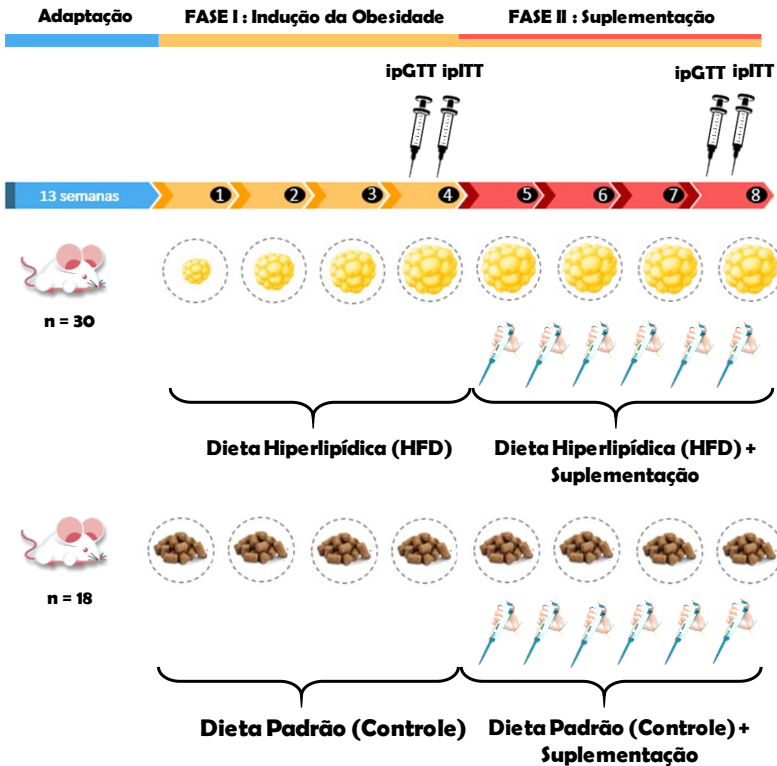 Adaptação
FASE I : Indução da Obesidade
FASE II : Suplementação
ipGTT ipITT
ipGTT ipITT
13 semanas
1
2
3
4
5
6
7
8
n = 30
Dieta Hiperlipídica (HFD)
Dieta Hiperlipídica (HFD) +
Suplementação
n = 18
Dieta Padrão (Controle)
Dieta Padrão (Controle) +
Suplementação